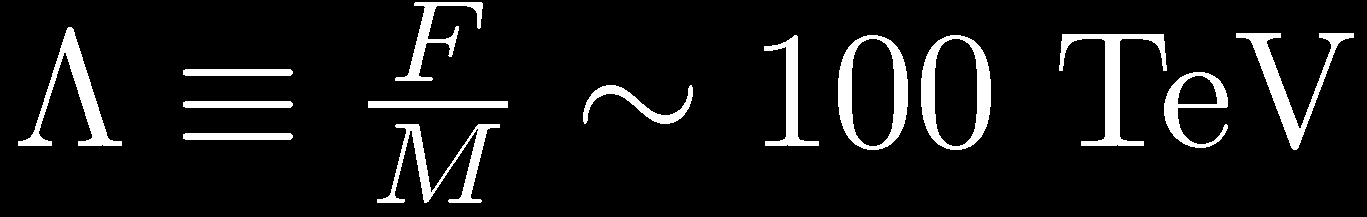 Λ ≡ F/M ∼ 100 TeV